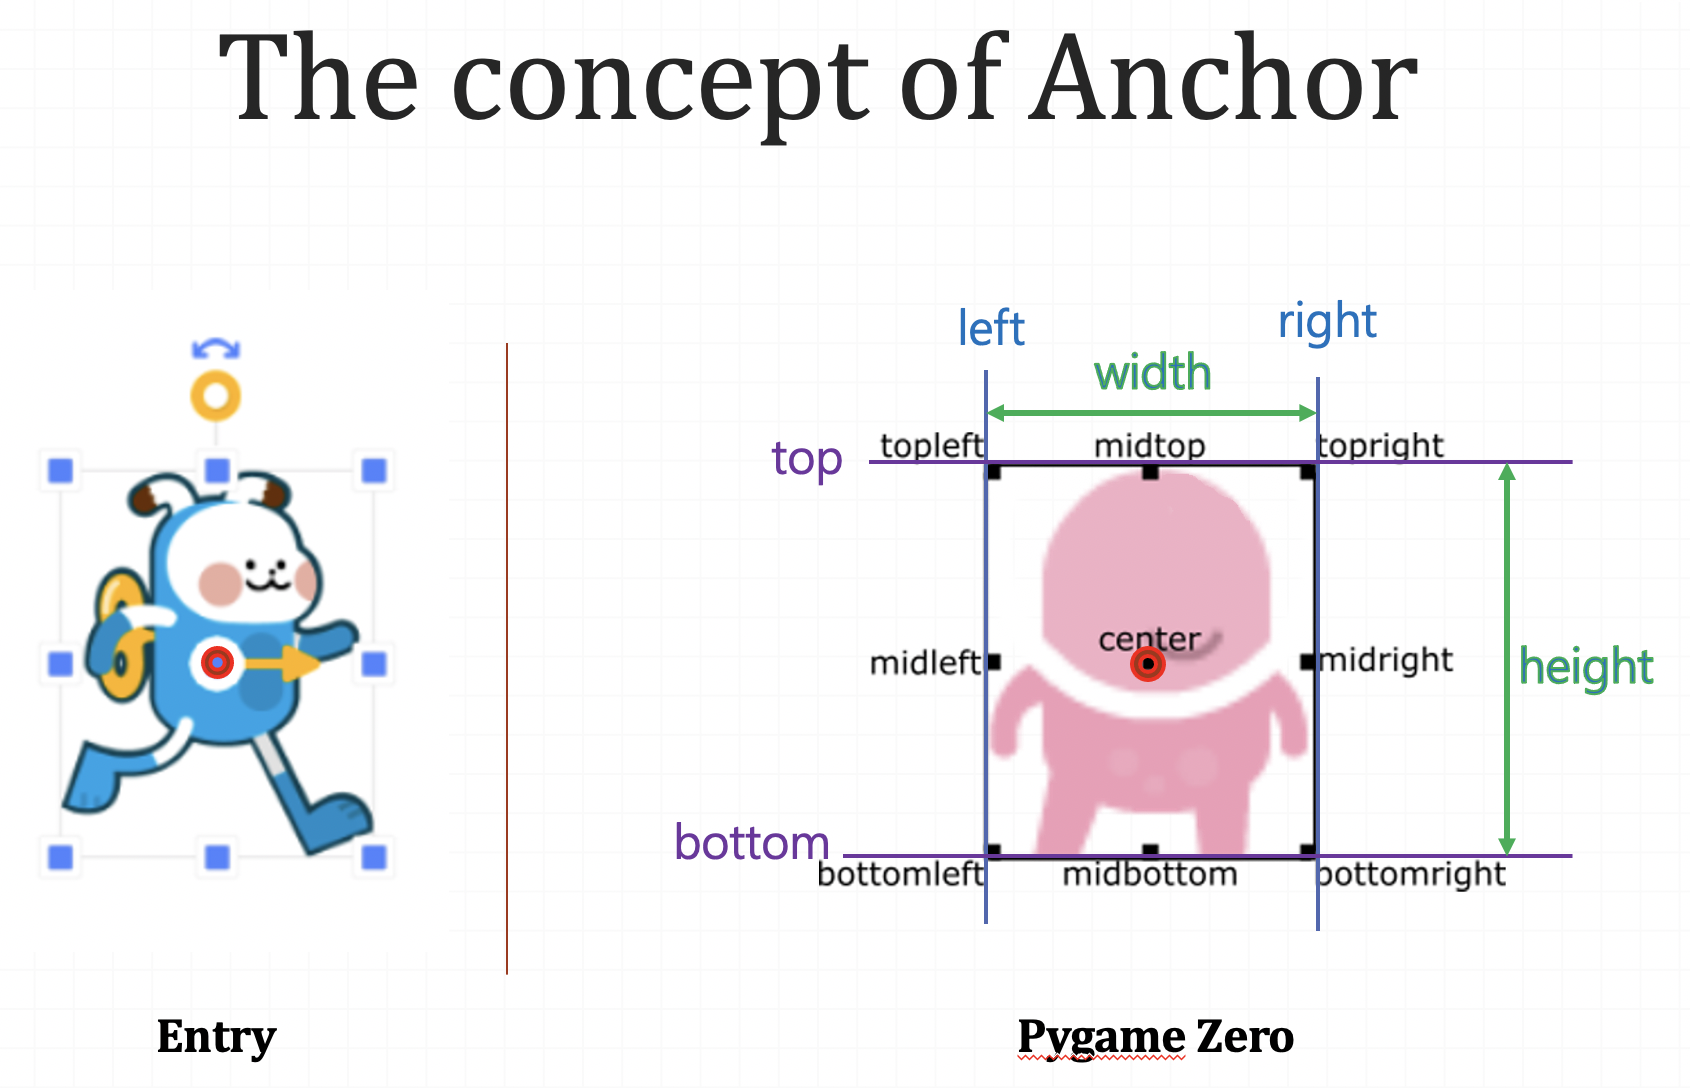 The concept of Anchor
left
right
width
top
topleft
midtop
topright
center
midleft
midright
height
bottom
bottomleft
midbottom
bottomright
Entry
Pygame Zero